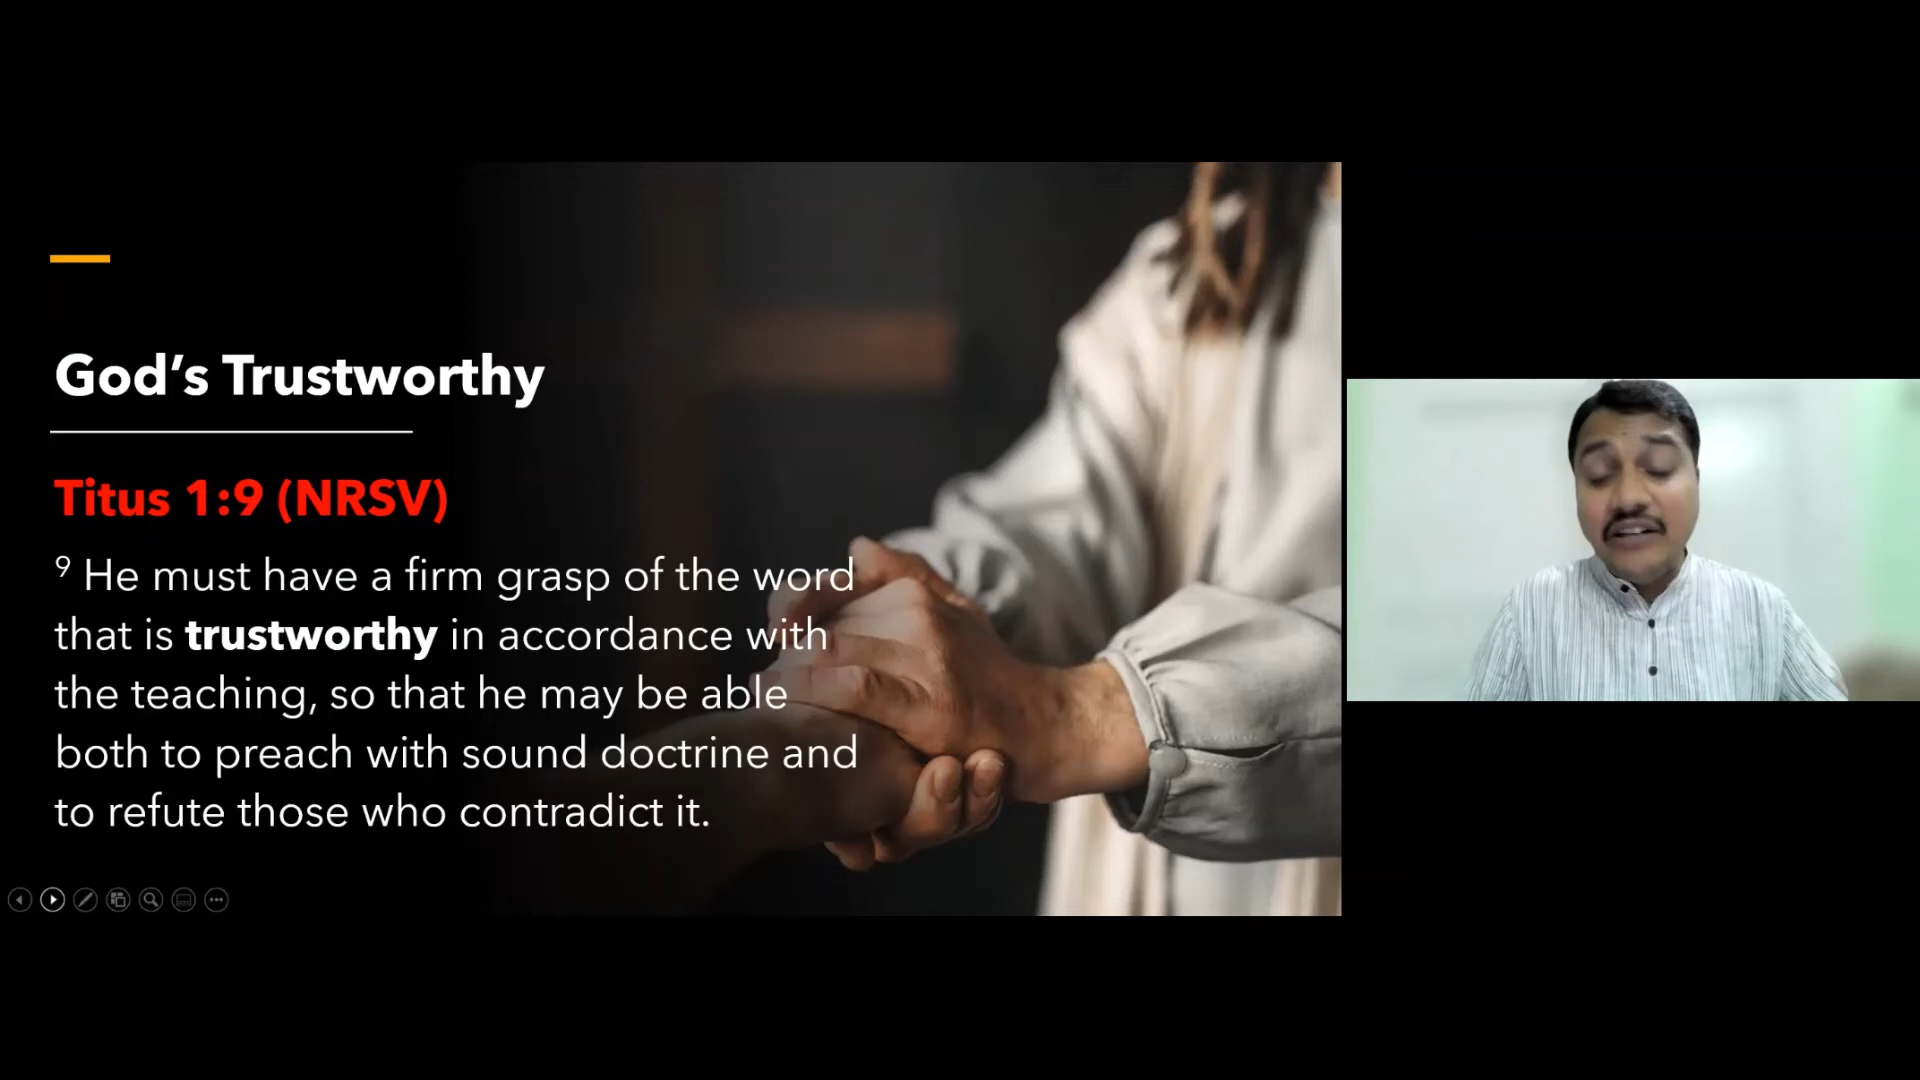 God’s Trustworthy
Titus 1:9 (NRSV)
9 He must have a firm grasp of the word
that is trustworthy in accordance with
the teaching, so that he may be able
both to preach with sound doctrine and
to refute those who contradict it.